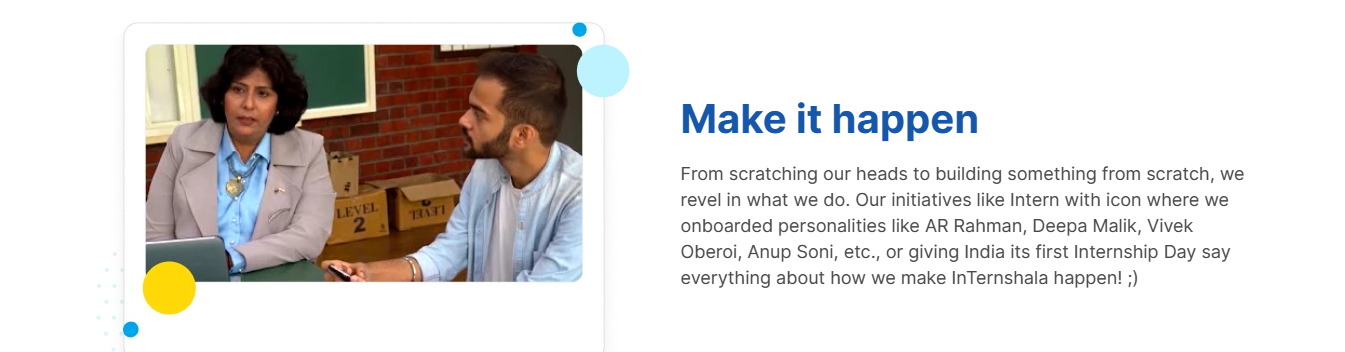 Make it happen
From scratching our heads to building something from scratch, we
revel in what we do. Our initiatives like Intern with icon where we
onboarded personalities like AR Rahman, Deepa Malik, Vivek
Oberoi, Anup Soni, etc., or giving India its first Internship Day say
everything about how we make InTernshala happen! ;)
LEVEL
2
LEVEL